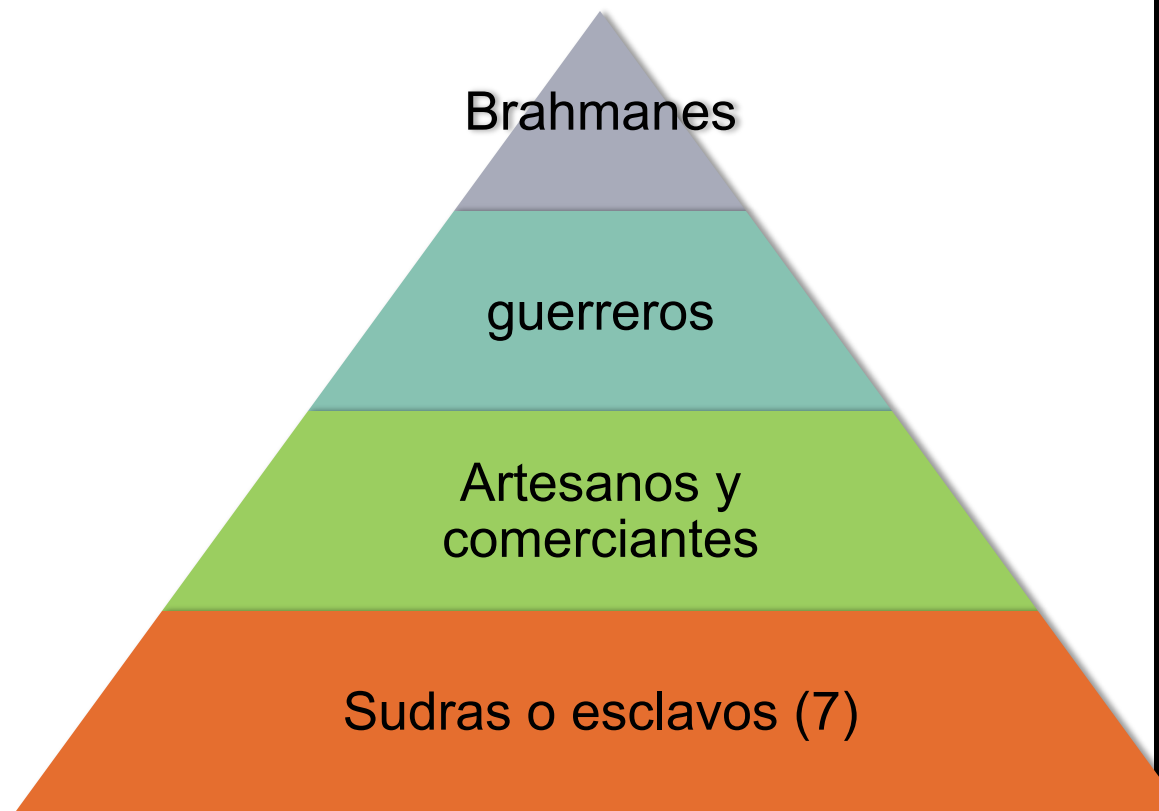 Brahmanes
guerreros
Artesanos y
comerciantes
Sudras o esclavos (7)